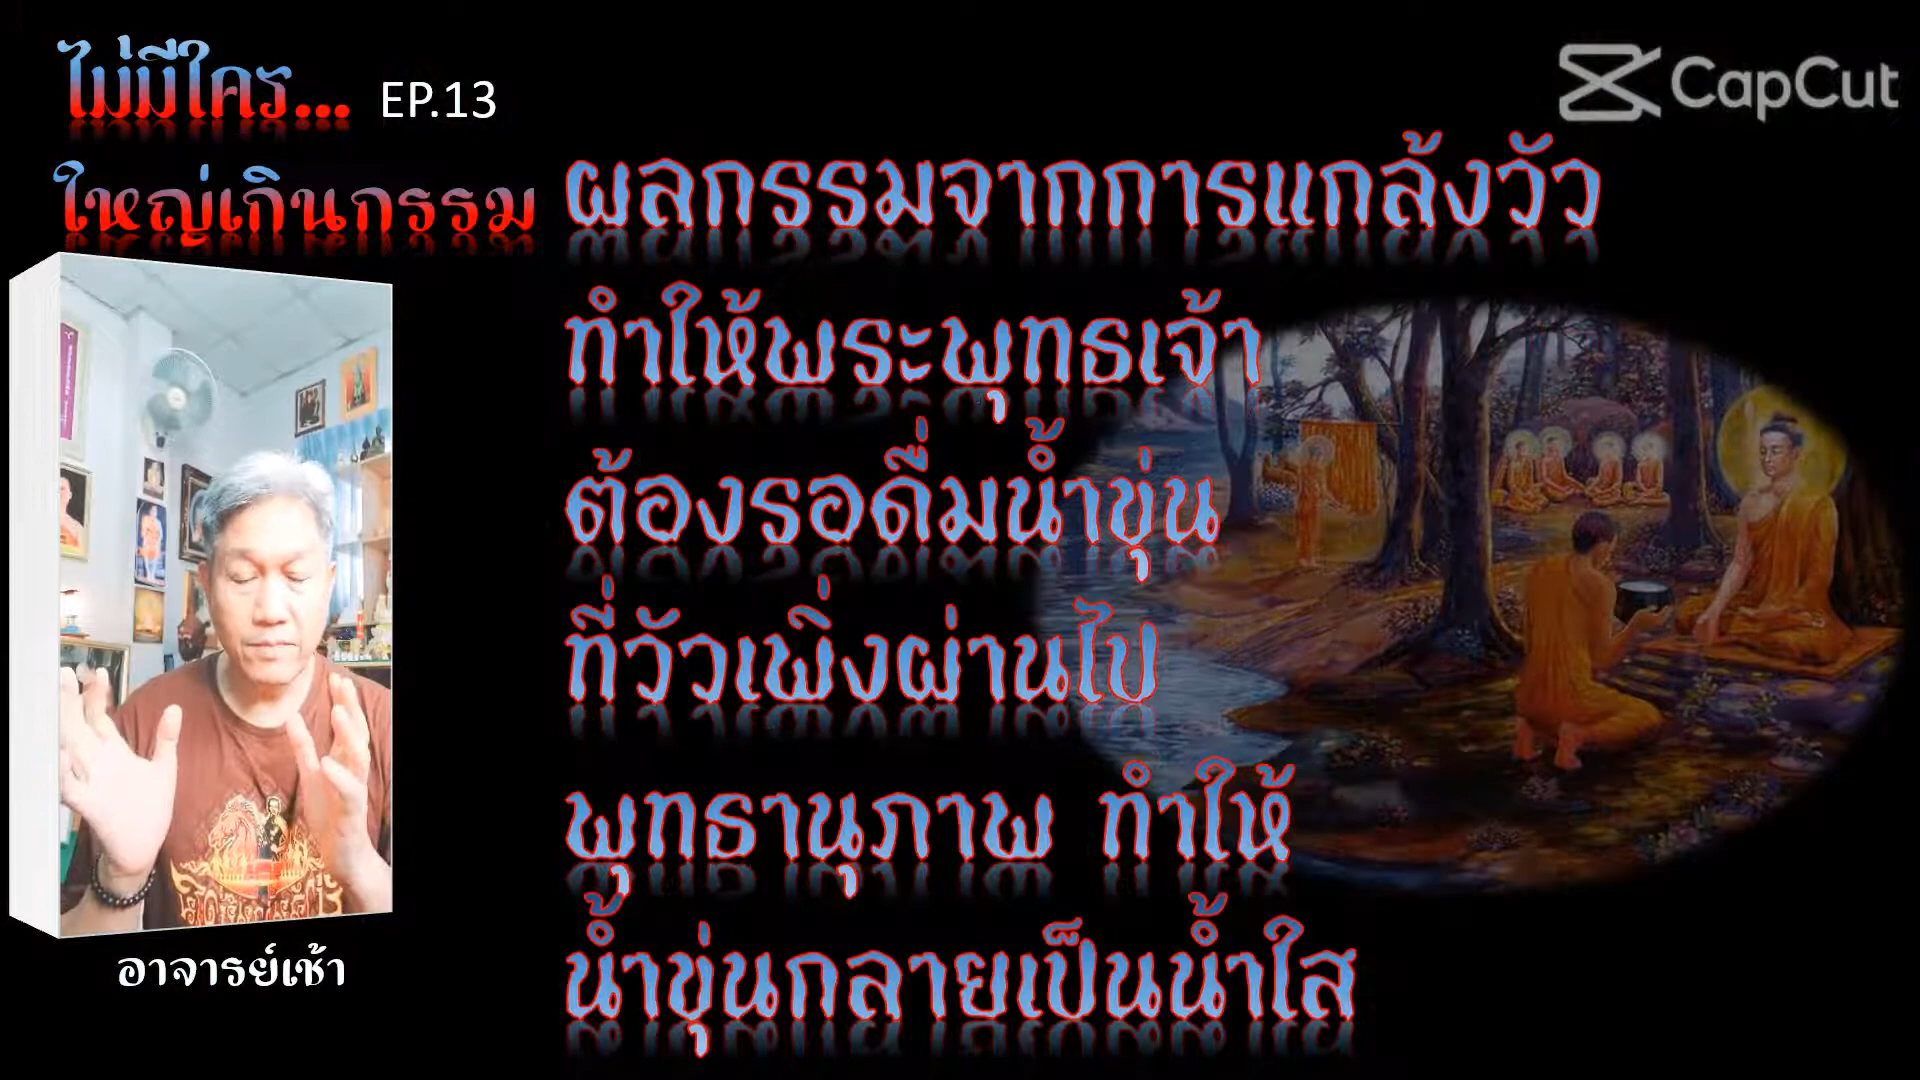 ไม่มีใคร... EP.13
ใหญ่เกินกรรม
CapCut
ผลกรรมจากการแกล้งวัว
ทำให้พระพุทธเจ้า
ต้องรอดื่มน้ำขุ่น
ที่วัวเพิ่งผ่านไป
พุทธานุภาพ ทำให้
น้ำขุ่นกลายเป็นน้ำใส
อาจารย์เช้า